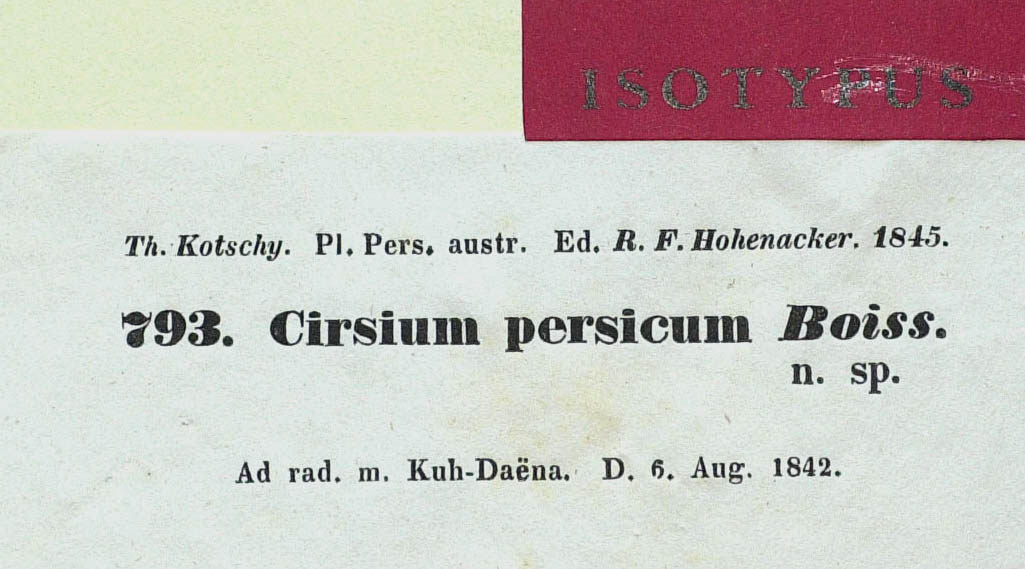 ISOTYPUS
Th. Kotschy. Pl. Pers. austr. Ed. R. F. Hohenacker. 1845.
793. Cirsium persicum Boiss.
n. sp.
Ad rad. m. Kuh-Daëna. D. 6. Aug. 1842.